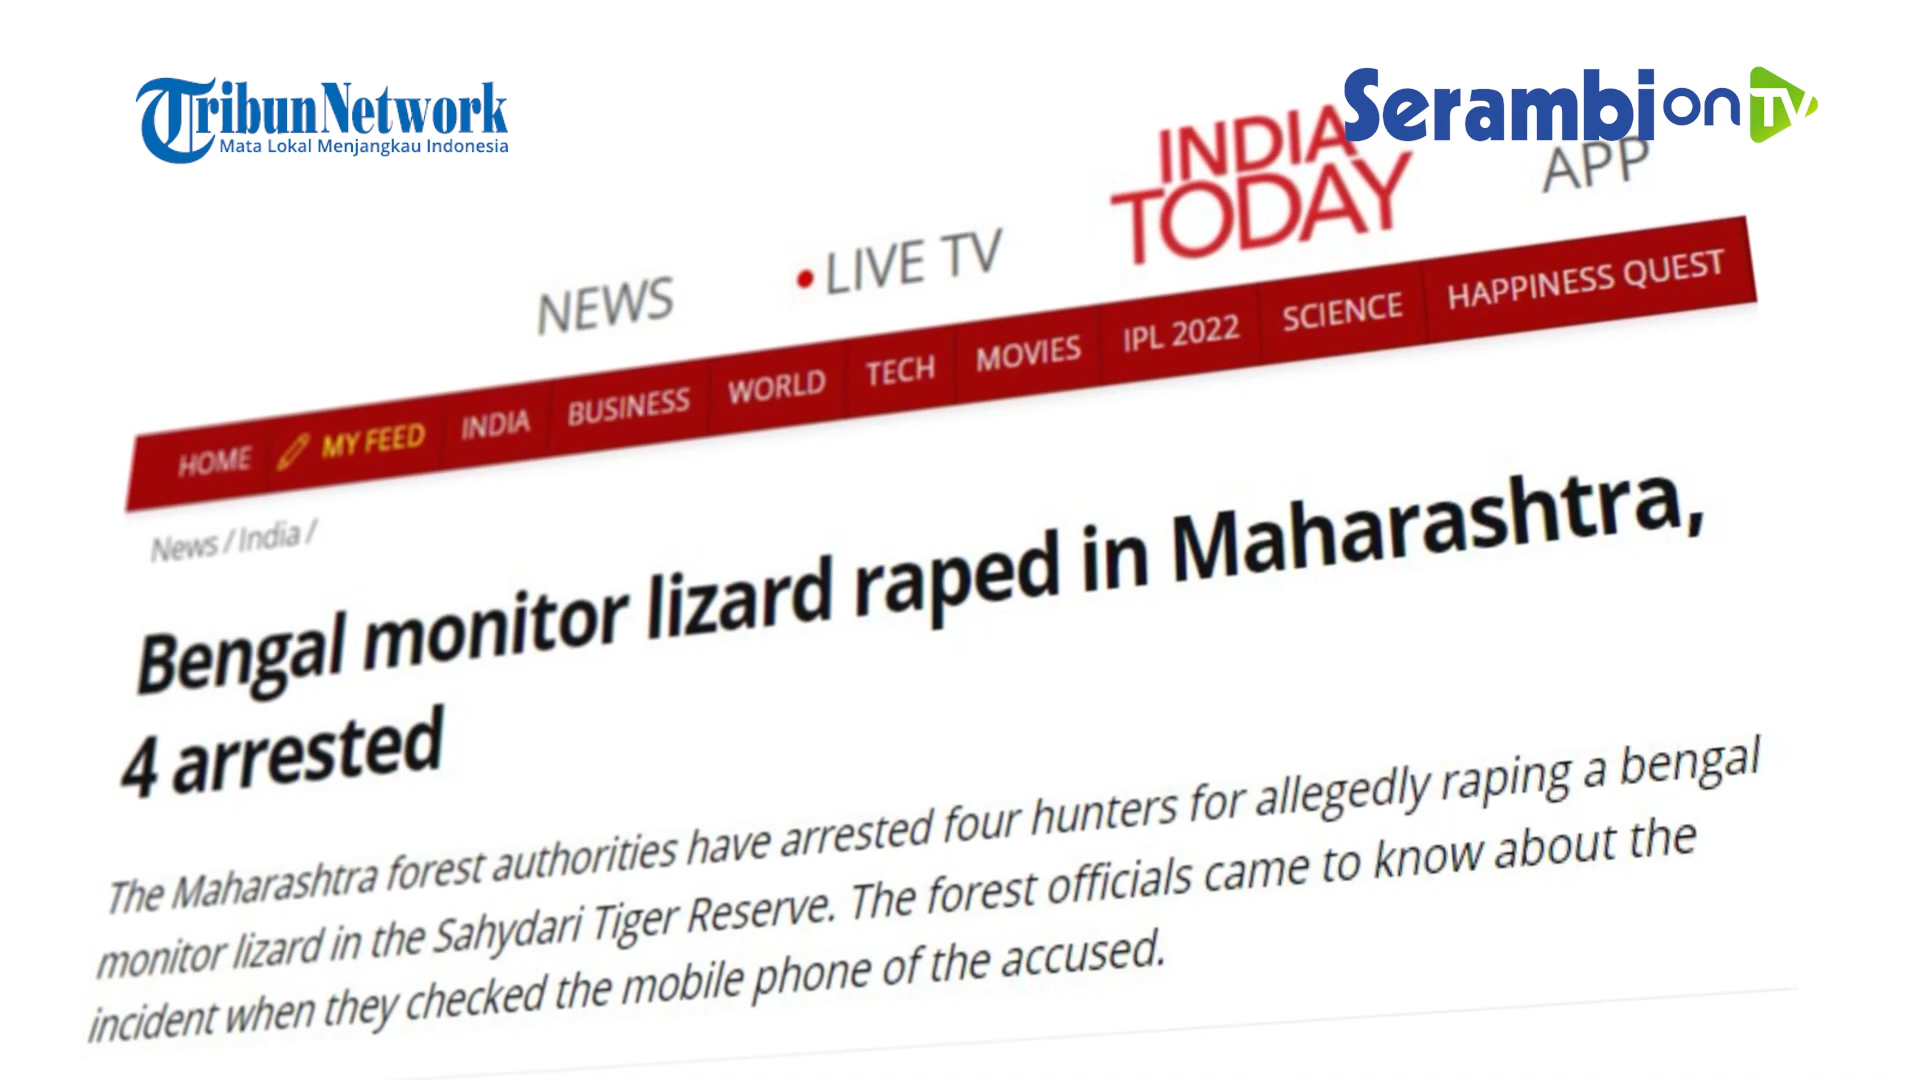 TribunNetwork
Mata Lokal Menjangkau Indonesia
Serambi on TV
INDIA
TODAY
APP
NEWS
LIVE TV
HOME MY FEED INDIA BUSINESS WORLD TECH MOVIES IPL 2022 SCIENCE HAPPINESS QUEST
News / India /
Bengal monitor lizard raped in Maharashtra,
4 arrested
The Maharashtra forest authorities have arrested four hunters for allegedly raping a bengal
monitor lizard in the Sahydari Tiger Reserve. The forest officials came to know about the
incident when they checked the mobile phone of the accused.